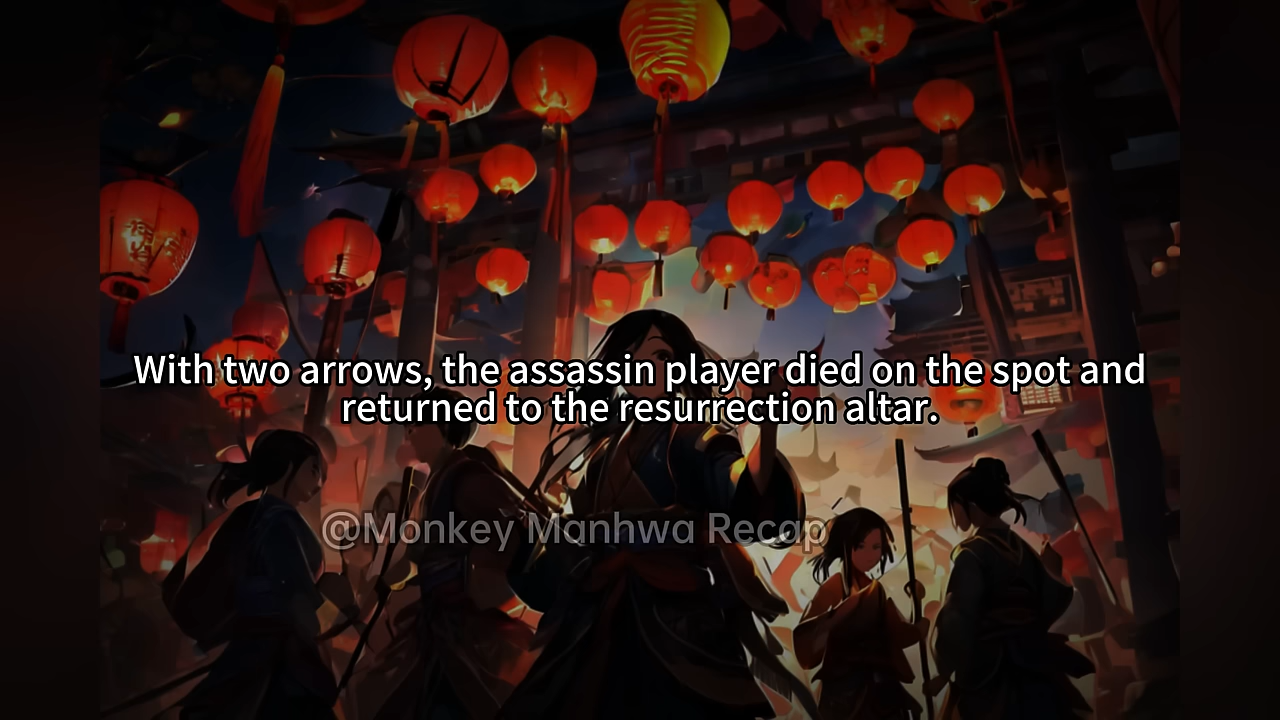 With two arrows, the assassin player died on the spot and
returned to the resurrection altar.
@Monkey Manhwa Recap